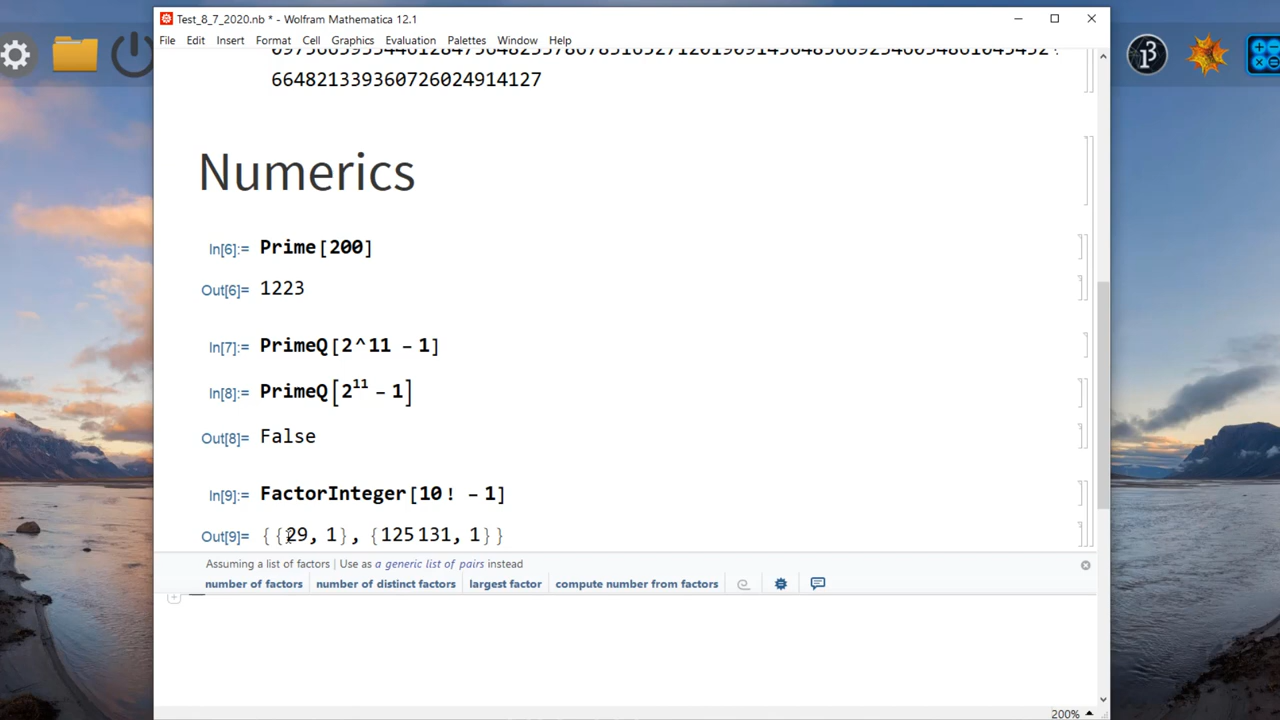 Test_8_7_2020.nb * - Wolfram Mathematica 12.1
File Edit Insert Format Cell Graphics Evaluation Palettes Window Help
664821339360726024914127
Numerics
In[6]:= Prime[200]
Out[6]= 1223
In[7]:= PrimeQ[2^11 - 1]
In[8]:= PrimeQ[2¹¹ - 1]
Out[8]= False
In[9]:= FactorInteger[10! - 1]
Out[9]= {{29, 1}, {125131, 1}}
Assuming a list of factors | Use as a generic list of pairs instead
number of factors number of distinct factors largest factor compute number from factors
200%